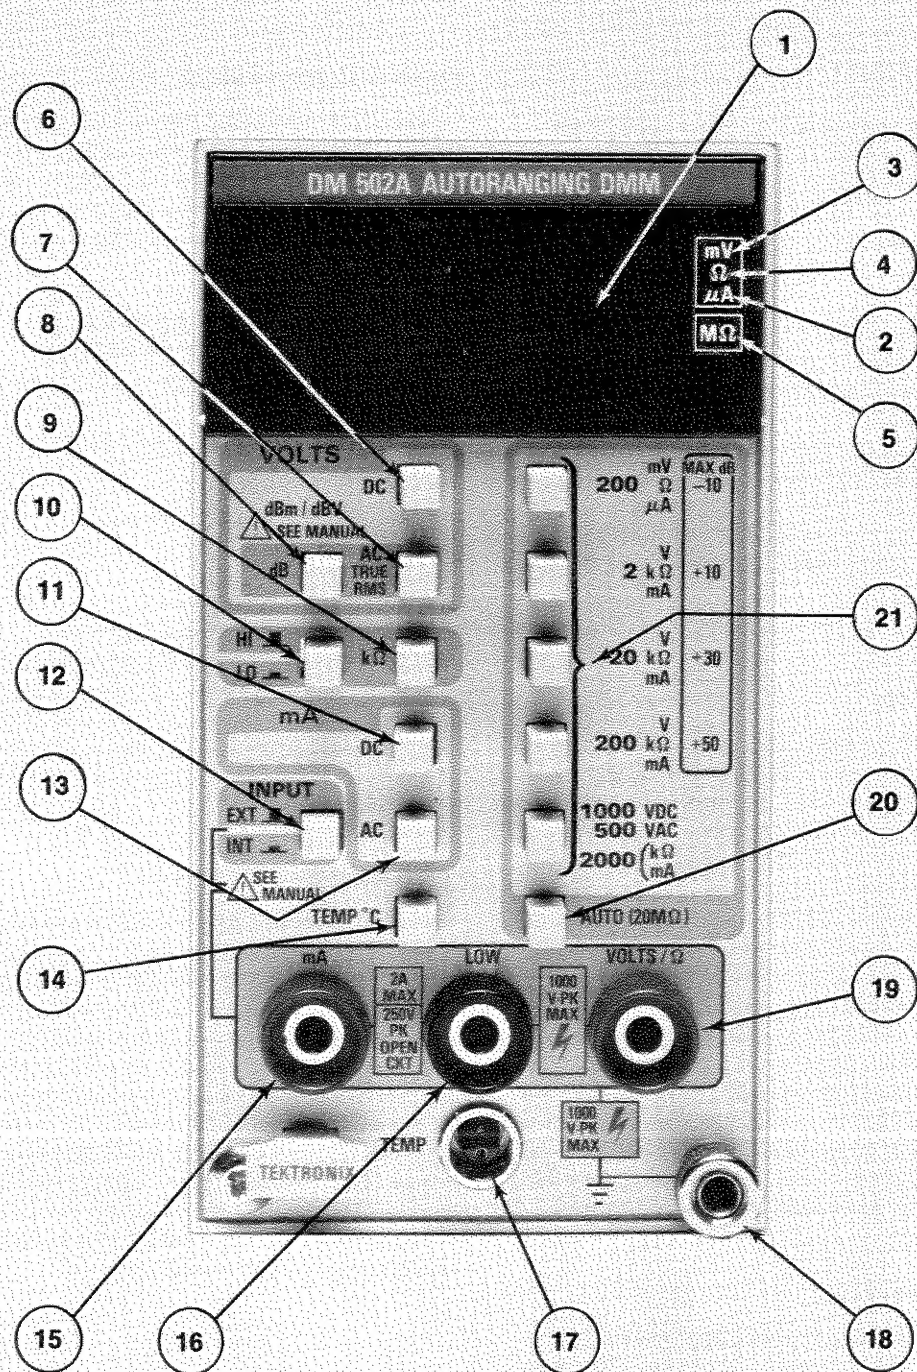 1
6
3
DM 502A AUTORANGING DMM
7
mV
Ω
4
µA
8
2
MΩ
9
5
VOLTS
DC
dBm / dBV
SEE MANUAL
dB
AC
TRUE
RMS
10
11
HI
LO
kΩ
12
mA
DC
13
INPUT
EXT
INT
AC
SEE
MANUAL
TEMP °C
14
mV
200 Ω
µA
MAX dB
-10
V
2 kΩ
mA
+10
V
20 kΩ
mA
+30
V
200 kΩ
mA
+50
21
1000 VDC
500 VAC
2000 ( kΩ
mA
20
AUTO (20MΩ)
mA
LOW
VOLTS / Ω
2A
MAX
250V
PK
OPEN
CKT
1000
V PK
MAX
19
TEKTRONIX
TEMP
1000
V PK
MAX
15
16
17
18